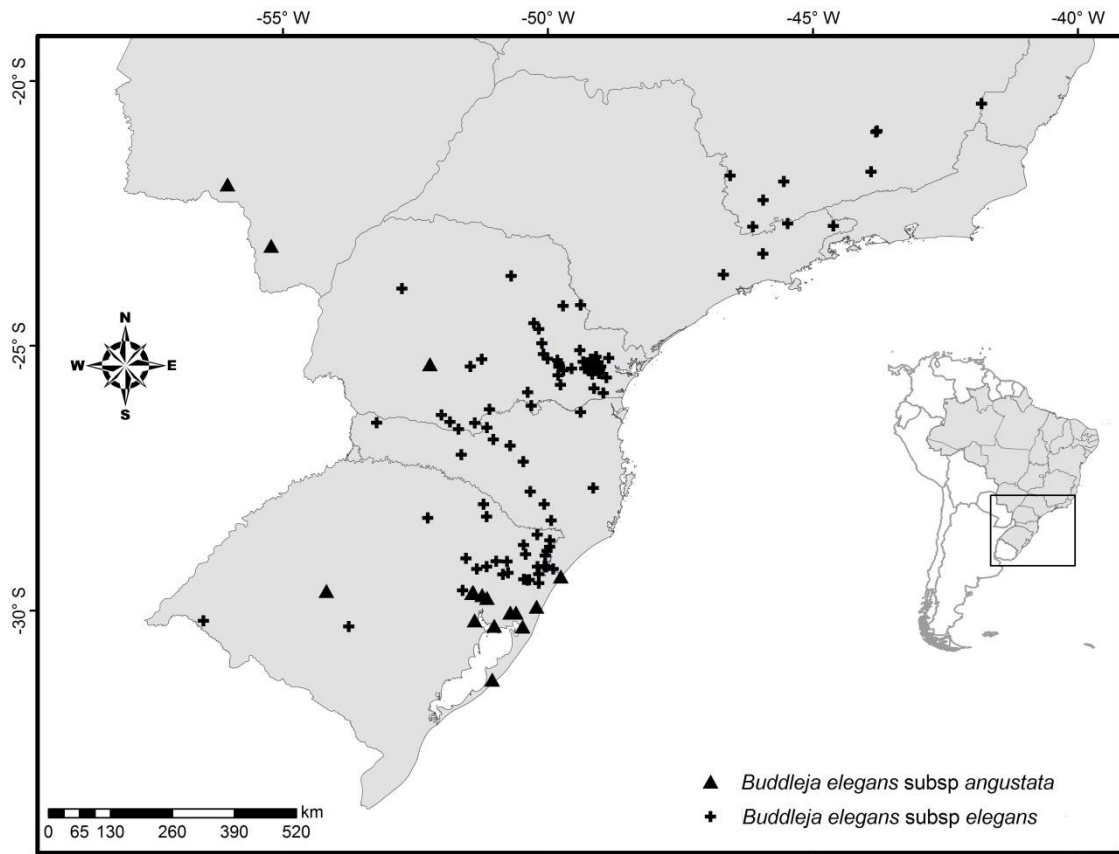 -55° W -50° W -45° W -40° W
-20° S
-25° S
-30° S
N
W E
S
Buddleja elegans subsp angustata
Buddleja elegans subsp elegans
km
0 65 130 260 390 520